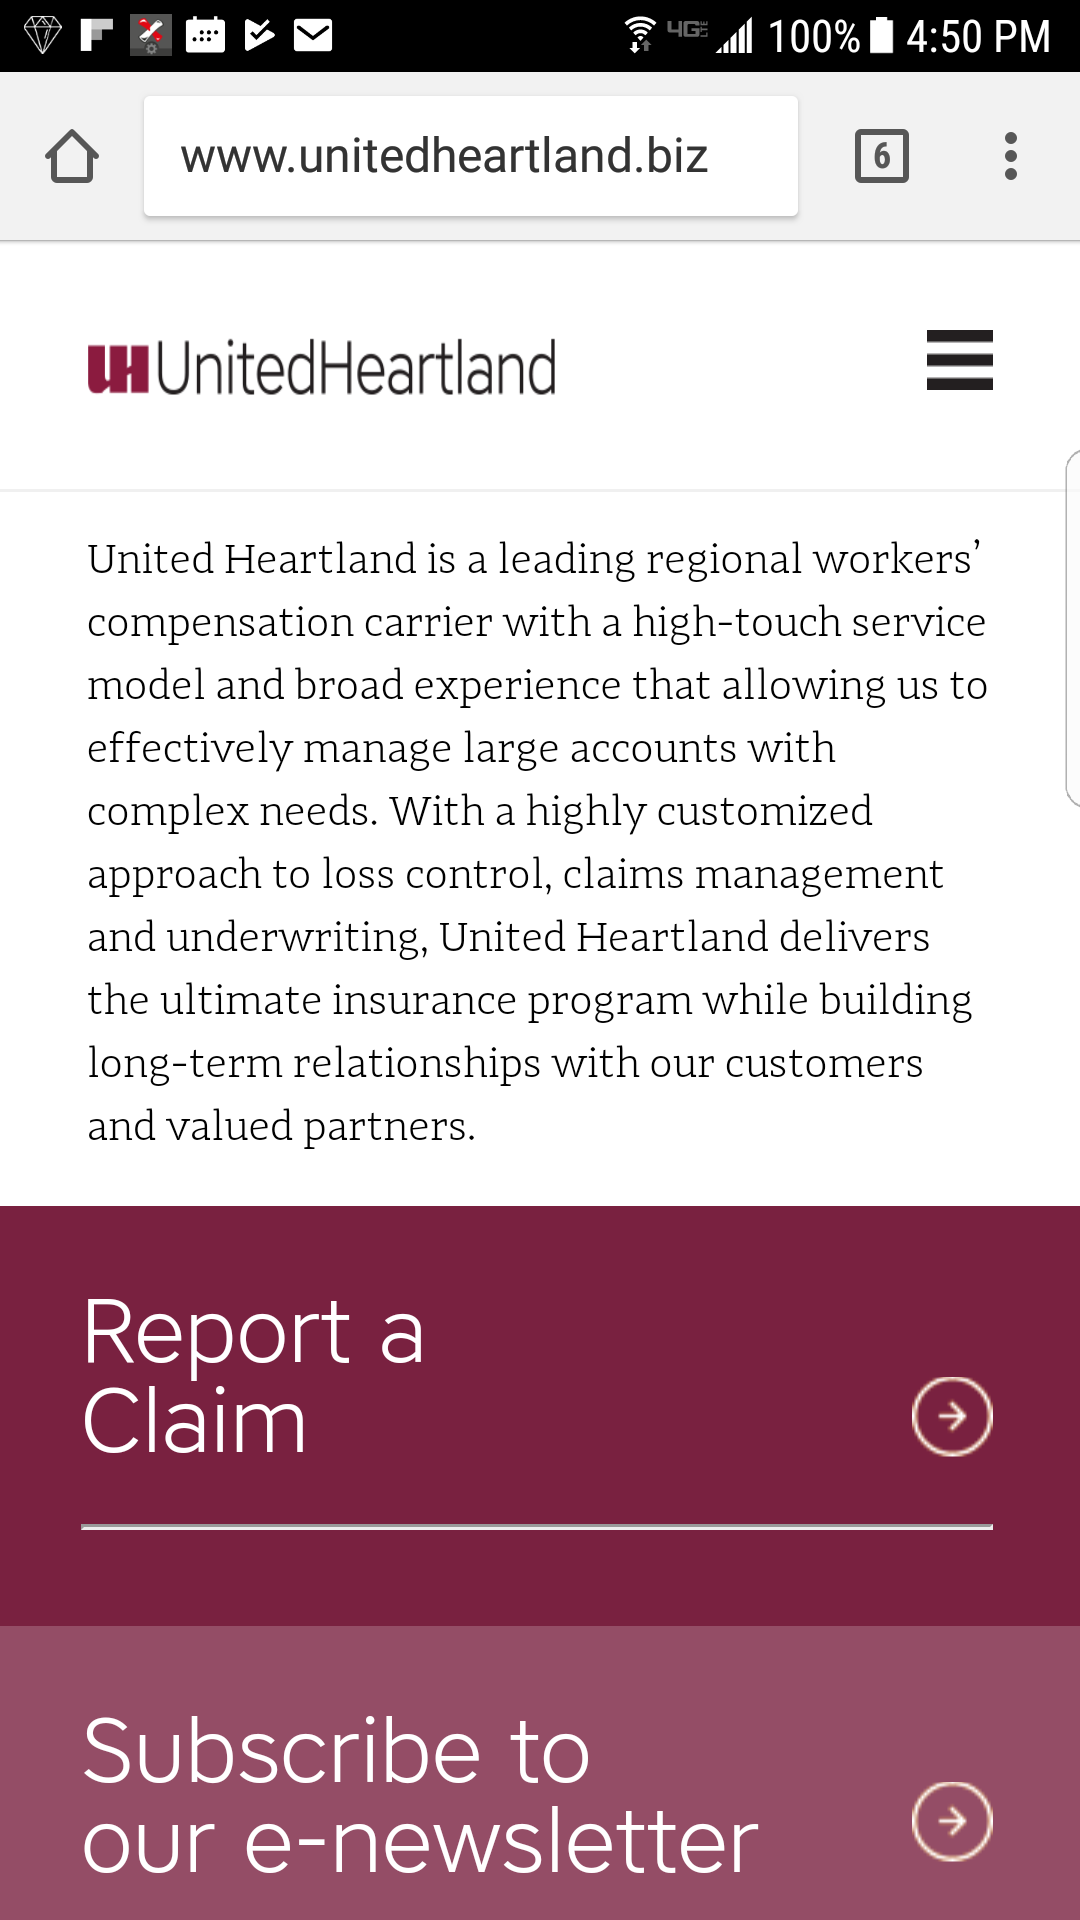 4G LTE 100% 4:50 PM
www.unitedheartland.biz
6
UH UnitedHeartland
United Heartland is a leading regional workers’
compensation carrier with a high-touch service
model and broad experience that allowing us to
effectively manage large accounts with
complex needs. With a highly customized
approach to loss control, claims management
and underwriting, United Heartland delivers
the ultimate insurance program while building
long-term relationships with our customers
and valued partners.
Report a
Claim
Subscribe to
our e-newsletter